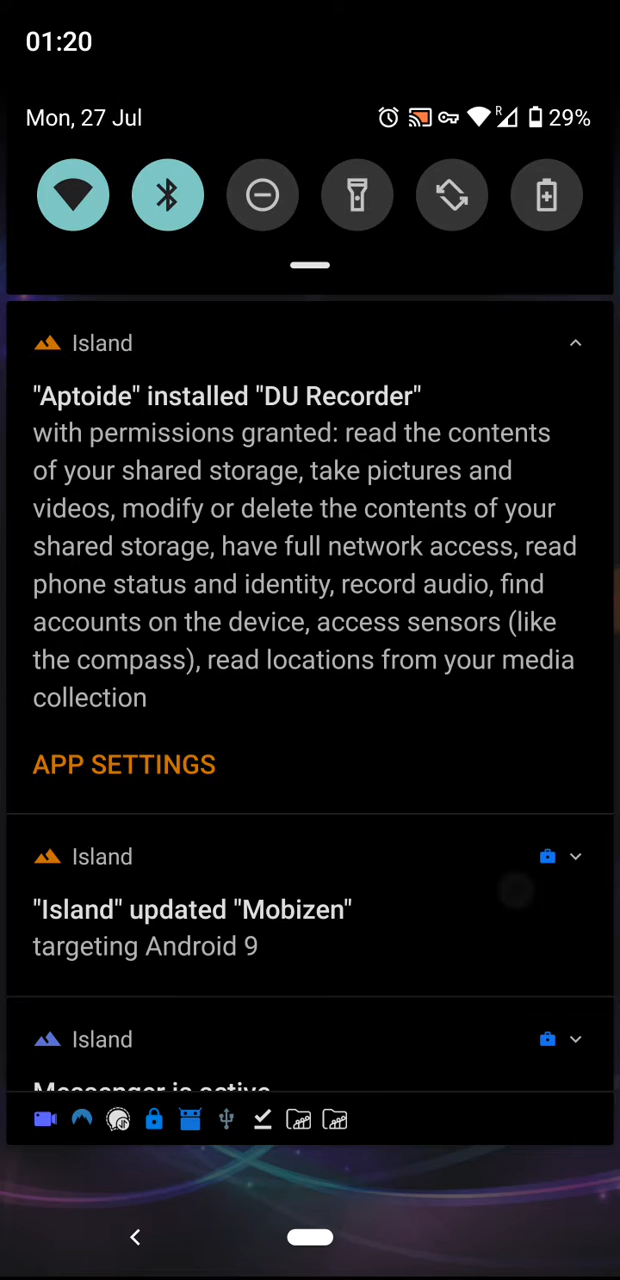 01:20
Mon, 27 Jul
R
29%
Island
"Aptoide" installed "DU Recorder"
with permissions granted: read the contents
of your shared storage, take pictures and
videos, modify or delete the contents of your
shared storage, have full network access, read
phone status and identity, record audio, find
accounts on the device, access sensors (like
the compass), read locations from your media
collection
APP SETTINGS
Island
"Island" updated "Mobizen"
targeting Android 9
Island
Messenger is active